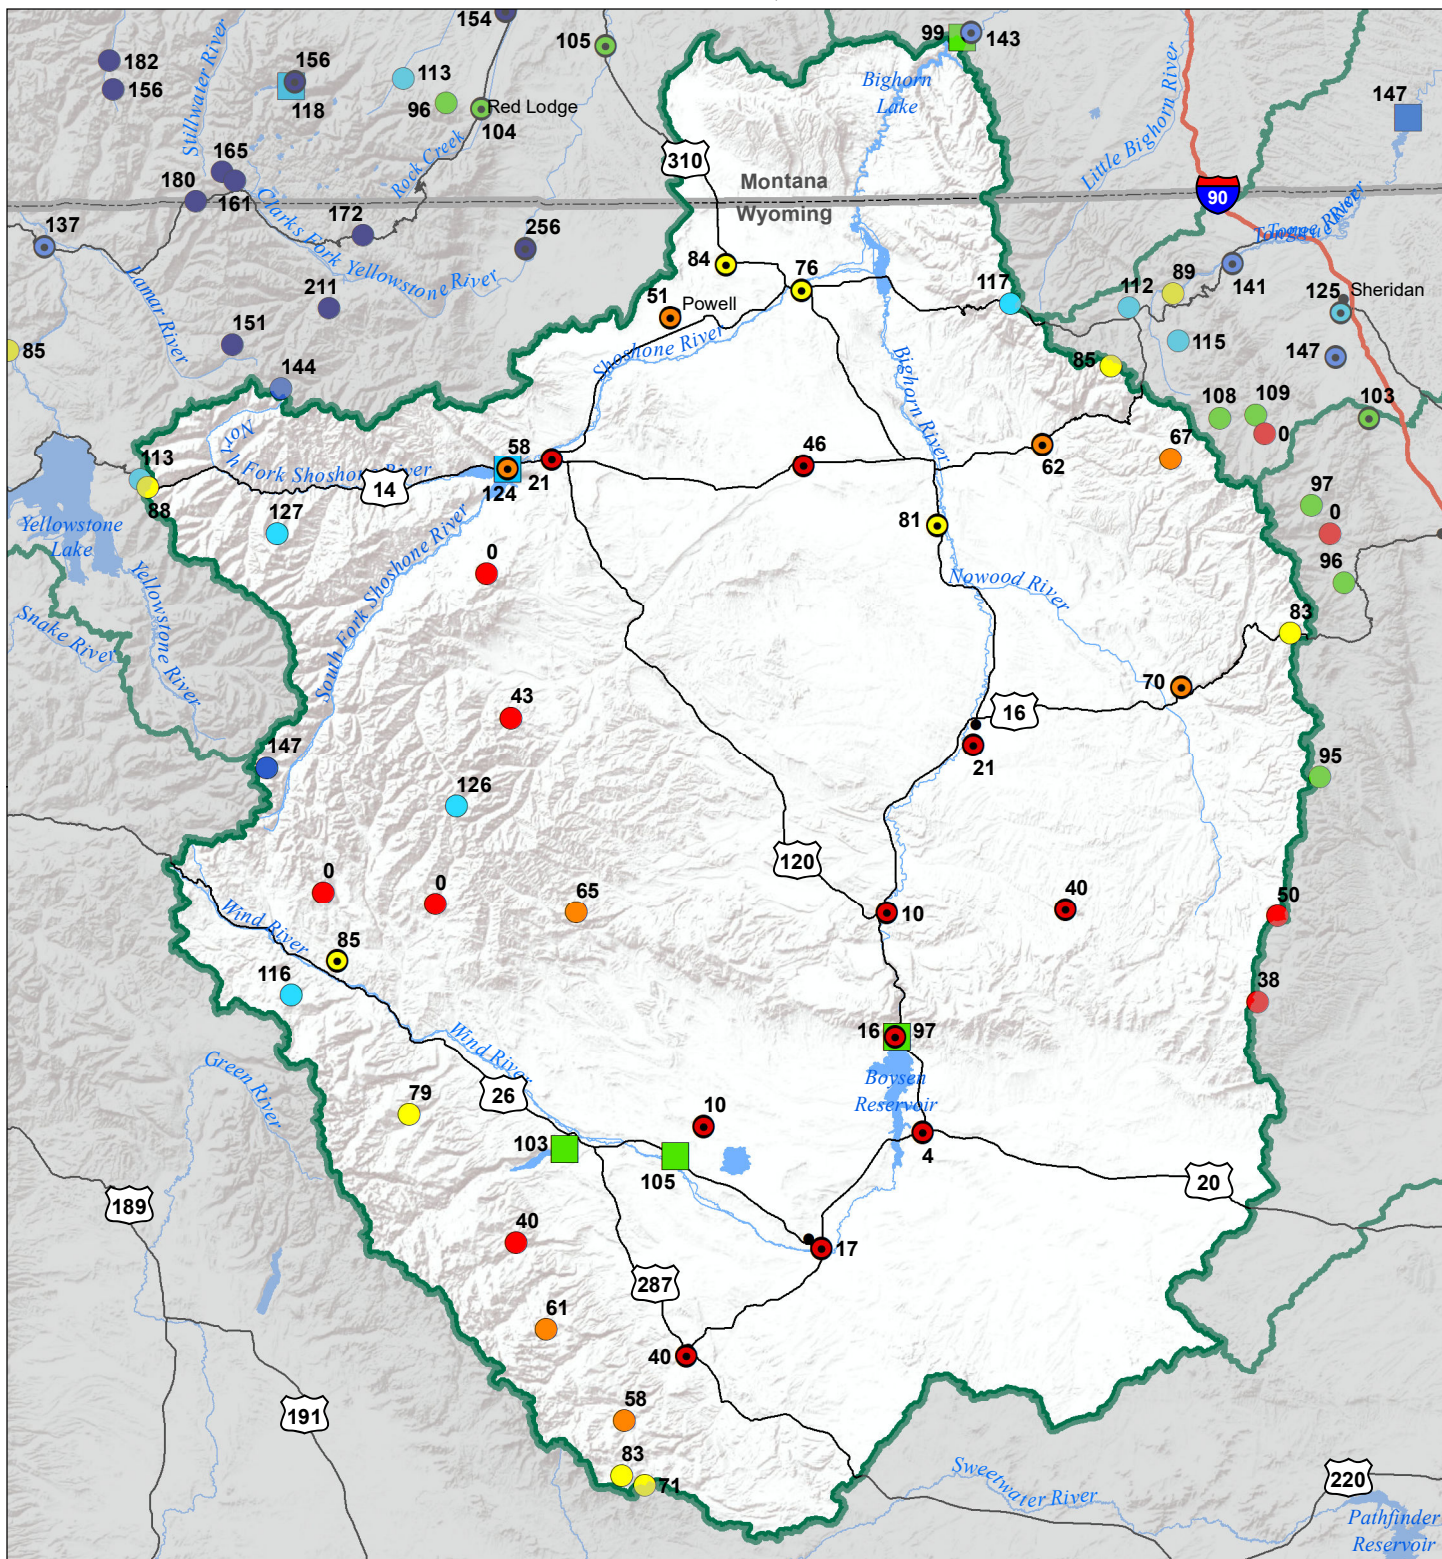 154
99
143
182
156
156
118
113
96
105
Red Lodge
104
Stillwater River
Bighorn
Lake
147
Little Bighorn River
310
165
180
161
Rock Creek
Clarks Fork Yellowstone River
Montana
Wyoming
90
Tongue River
Tongue River
137
172
256
Lamar River
211
151
144
85
84
76
51
Powell
Shoshone River
117
Bighorn River
112
89
141
125
Sheridan
115
147
85
108
109
0
103
113
88
North Fork Shoshone River
14
58
124
21
46
62
67
127
Yellowstone
Lake
81
97
0
96
0
South Fork Shoshone River
Nowood River
Yellowstone River
Snake River
83
43
70
16
21
147
126
95
120
0
0
65
10
40
50
Wind River
85
116
38
16
97
Wind River
Boysen
Reservoir
Green River
79
26
10
103
105
4
20
189
40
17
287
61
40
191
58
83
71
Sweetwater River
220
Pathfinder
Reservoir